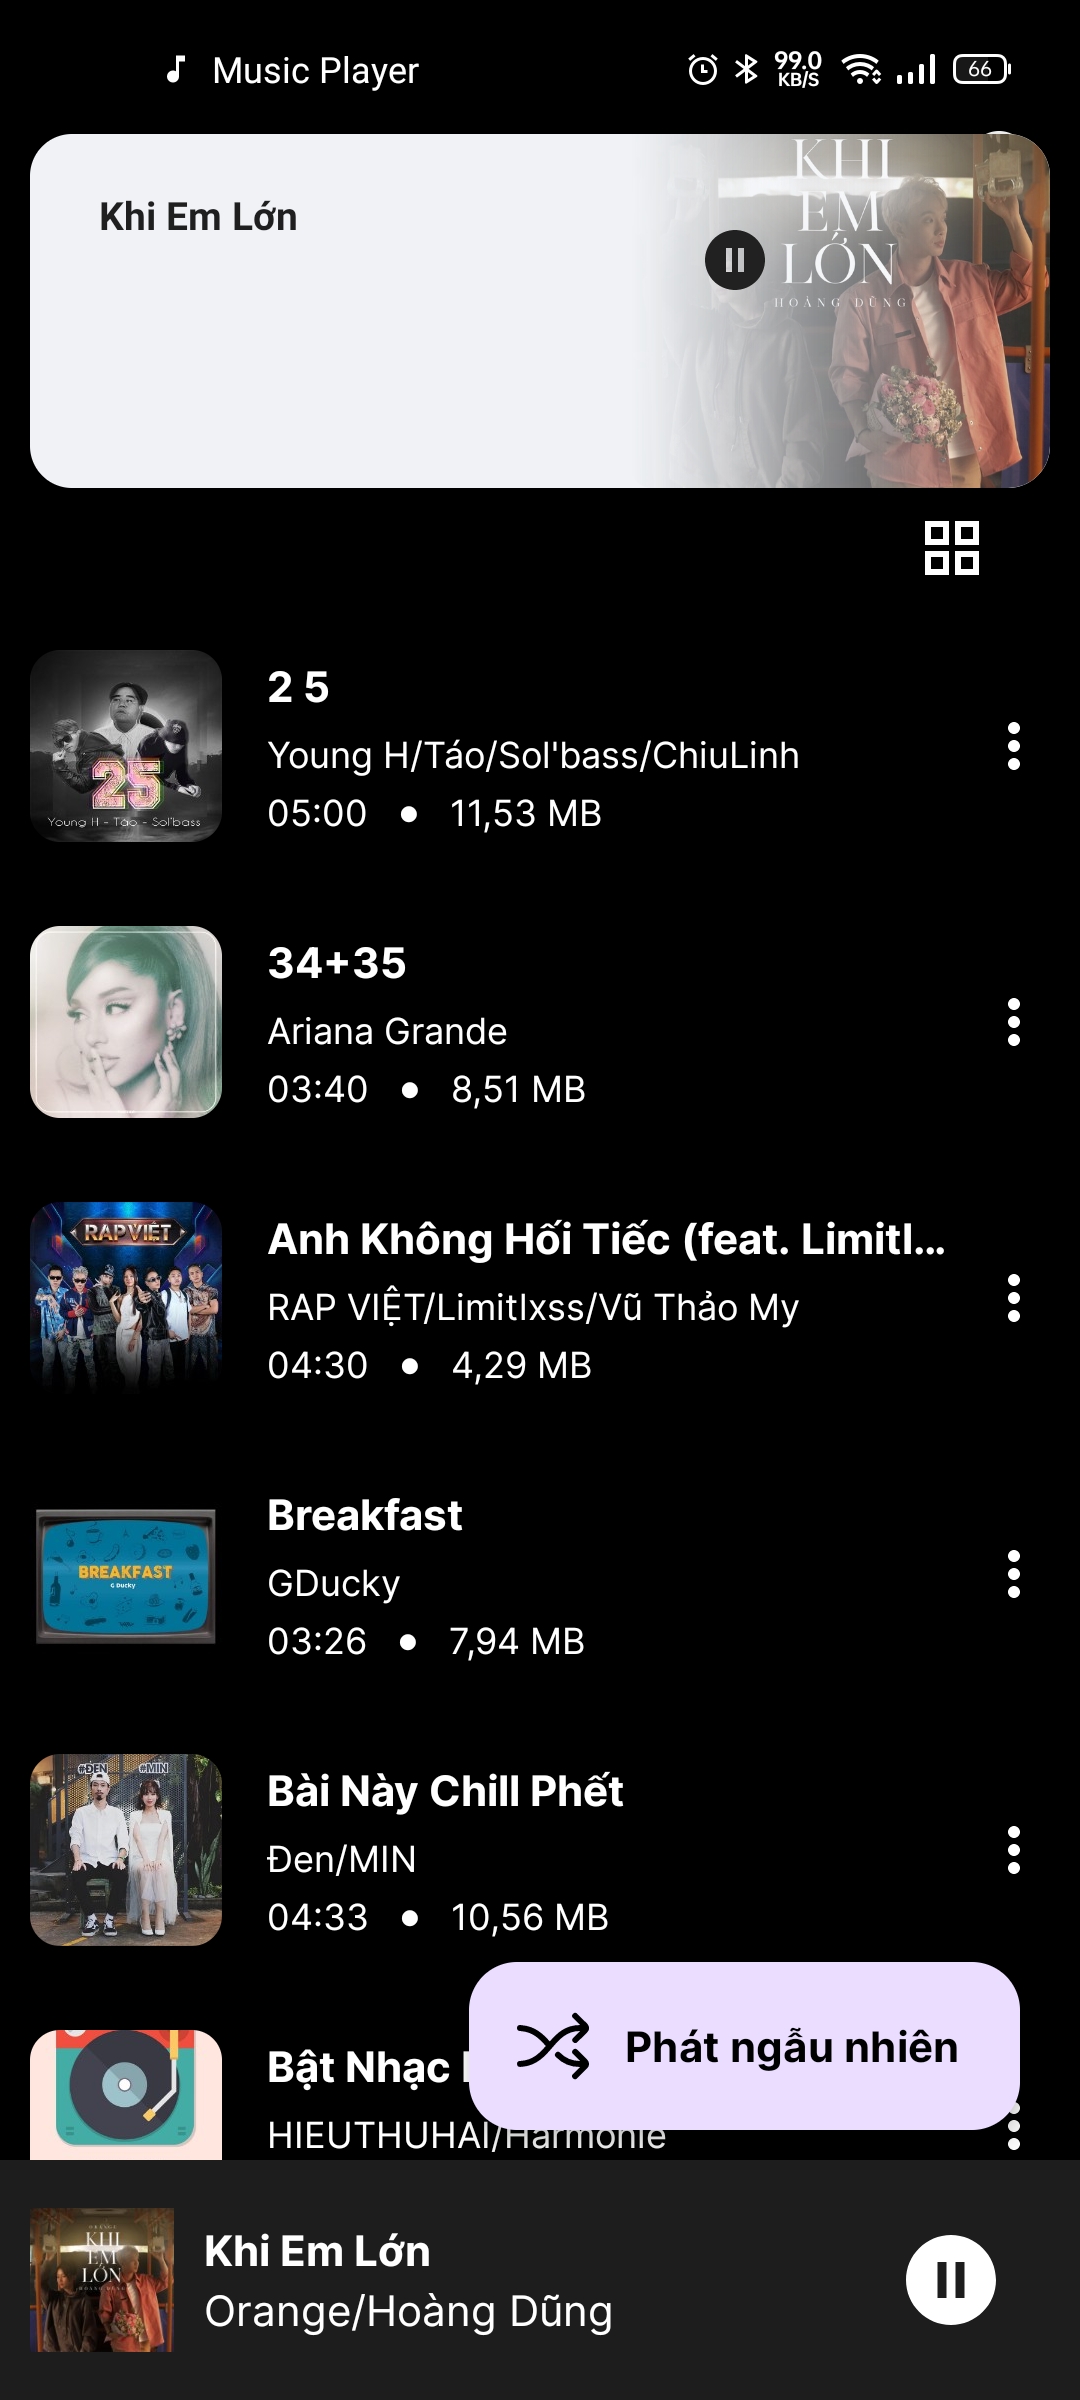 Music Player
99.0
KB/S
66
Khi Em Lớn
KHI
EM
LỚN
HOÀNG DŨNG
2 5
Young H/Táo/Sol'bass/ChiuLinh
05:00 ● 11,53 MB
25
Young H - Táo - Sol'bass
34+35
Ariana Grande
03:40 ● 8,51 MB
RAP VIỆT
Anh Không Hối Tiếc (feat. Limitl...
RAP VIỆT/Limitlxss/Vũ Thảo My
04:30 ● 4,29 MB
BREAKFAST
G Ducky
Breakfast
GDucky
03:26 ● 7,94 MB
#ĐEN #MIN
Bài Này Chill Phết
Đen/MIN
04:33 ● 10,56 MB
Bật Nhạc
HIEUTHUHAI/Harmonie
Phát ngẫu nhiên
ORANGE
KHI
EM
LỚN
HOÀNG DŨNG
Khi Em Lớn
Orange/Hoàng Dũng